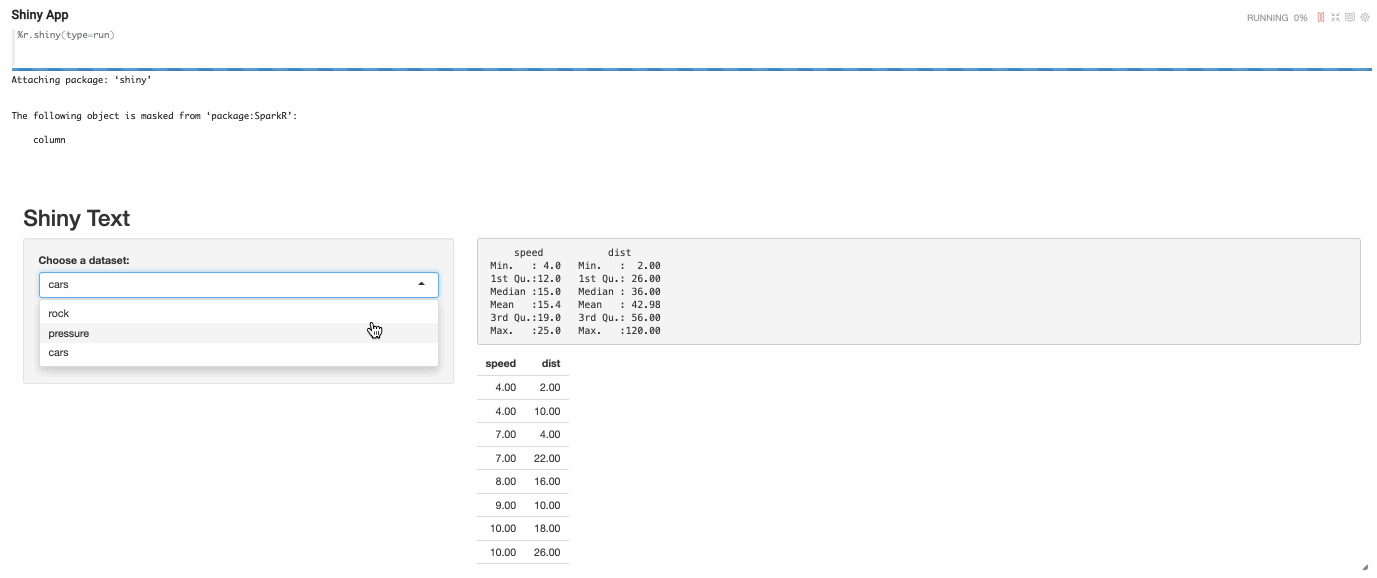 Shiny App
RUNNING 0%
%r.shiny(type=run)
Attaching package: ‘shiny’
The following object is masked from ‘package:SparkR’:
column
Shiny Text
Choose a dataset:
cars
rock
pressure
cars
speed dist
Min. : 4.0 Min. : 2.00
1st Qu.:12.0 1st Qu.: 26.00
Median :15.0 Median : 36.00
Mean :15.4 Mean : 42.98
3rd Qu.:19.0 3rd Qu.: 56.00
Max. :25.0 Max. :120.00
speed dist
4.00 2.00
4.00 10.00
7.00 4.00
7.00 22.00
8.00 16.00
9.00 10.00
10.00 18.00
10.00 26.00